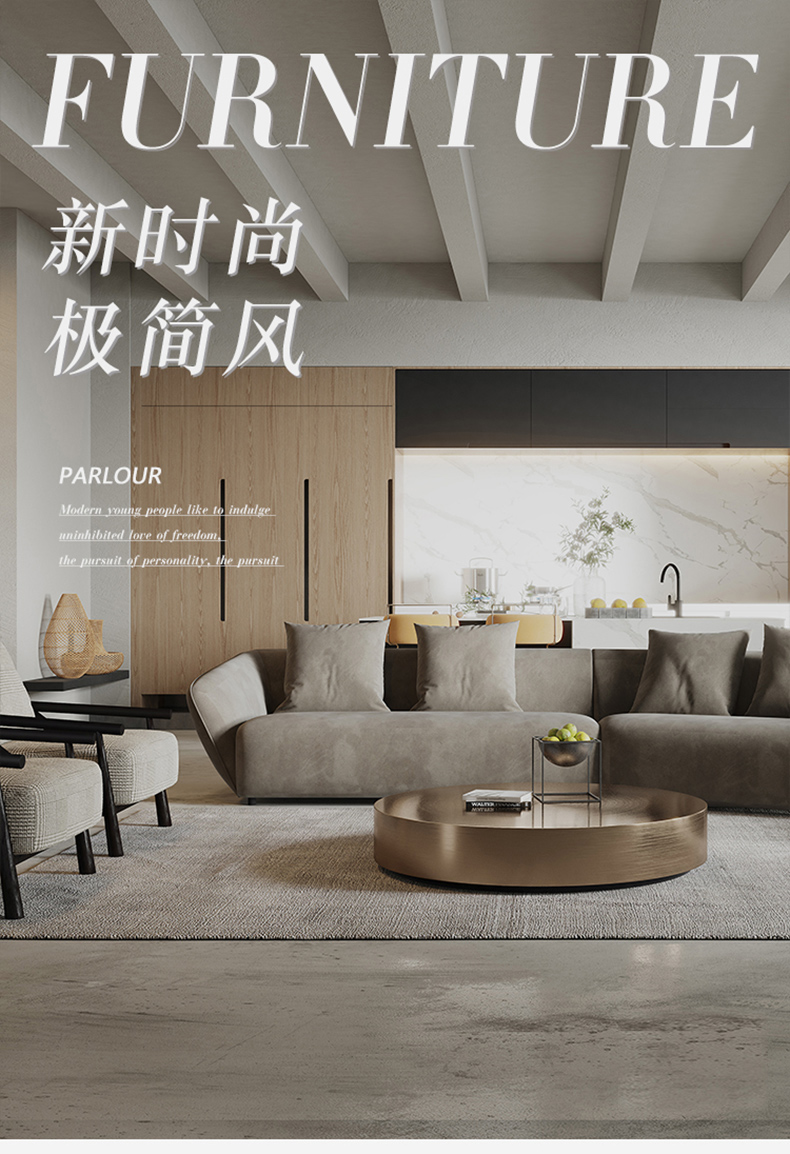 FURNITURE
新时尚
极简风
PARLOUR
Modern young people like to indulge
uninhibited love of freedom,
the pursuit of personality, the pursuit
WALTER